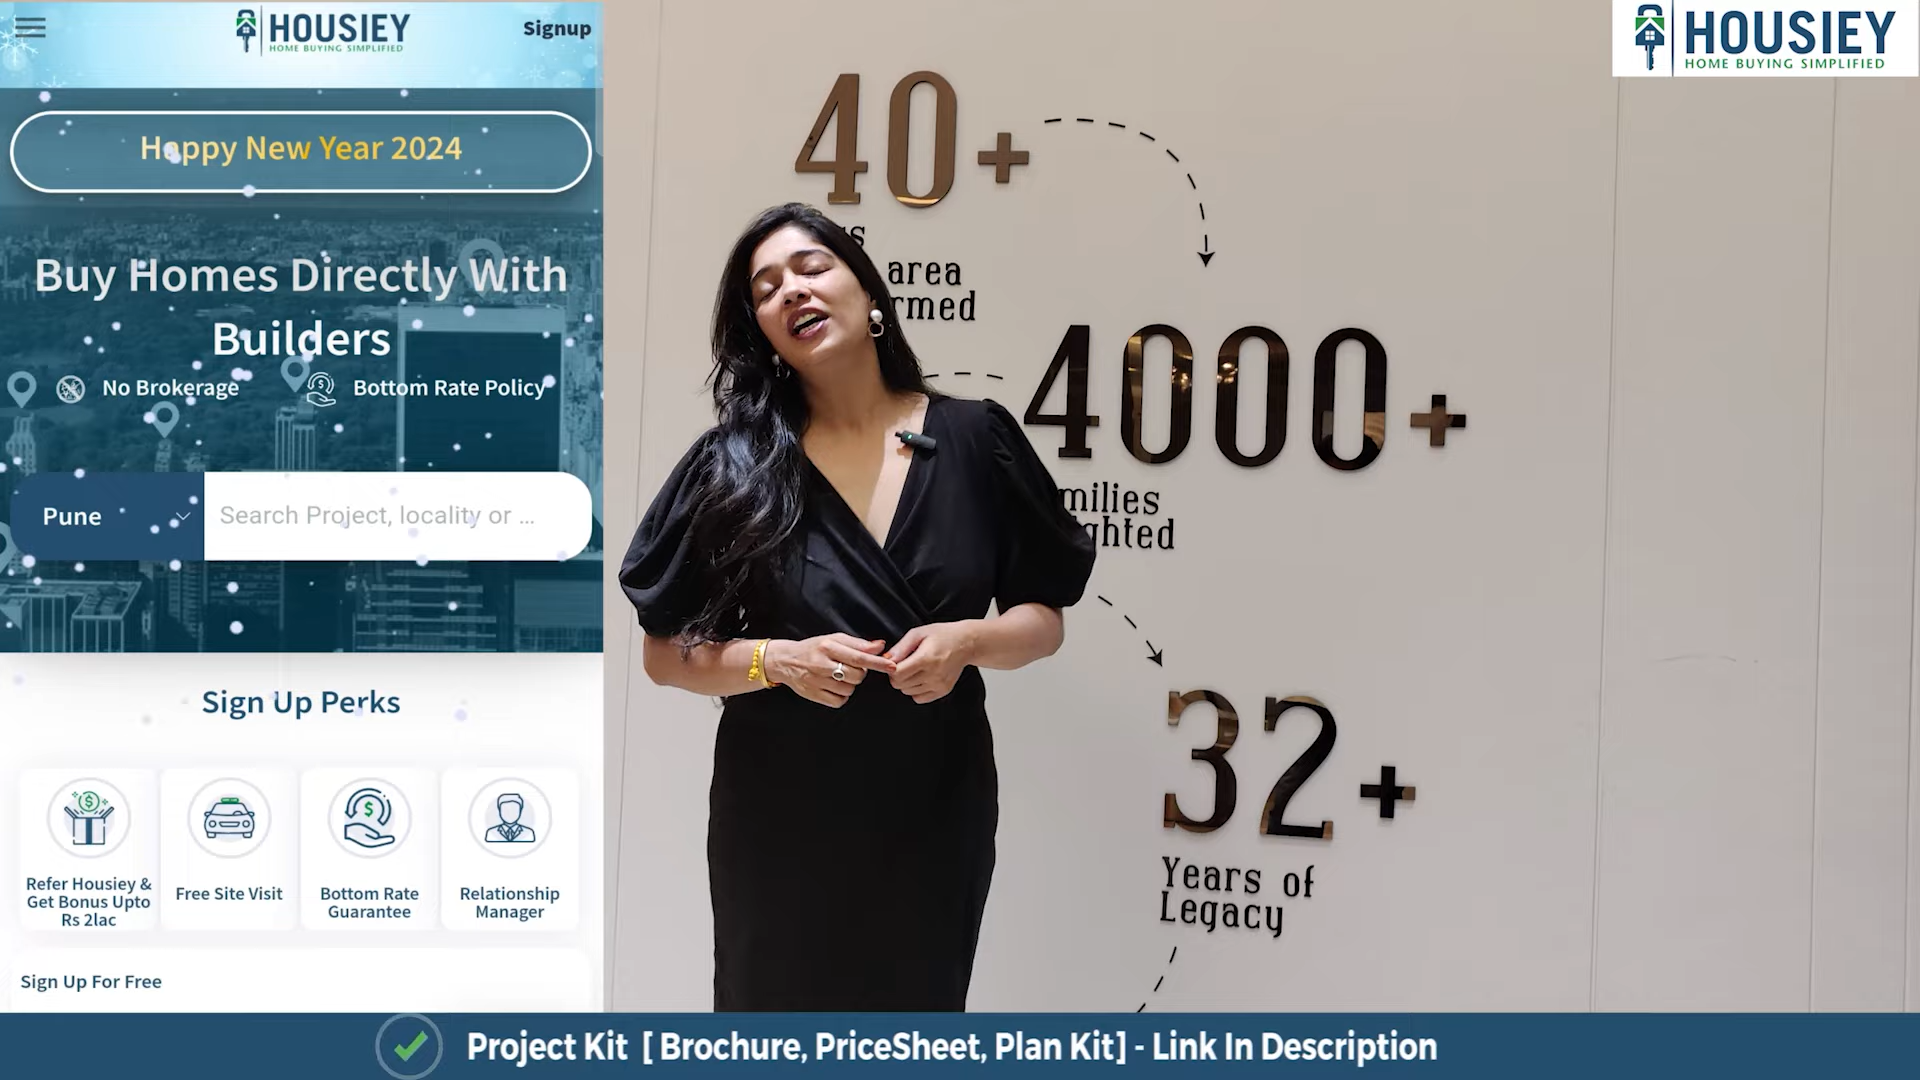 HOUSIEY
HOME BUYING SIMPLIFIED
Signup
Happy New Year 2024
Buy Homes Directly With
Builders
No Brokerage
Bottom Rate Policy
Pune
Search Project, locality or ...
Sign Up Perks
Refer Housiey &
Get Bonus Upto
Rs 2lac
Free Site Visit
Bottom Rate
Guarantee
Relationship
Manager
Sign Up For Free
HOUSIEY
HOME BUYING SIMPLIFIED
40+
area
4000+
32+
Years of
Legacy
Project Kit [ Brochure, PriceSheet, Plan Kit] - Link In Description